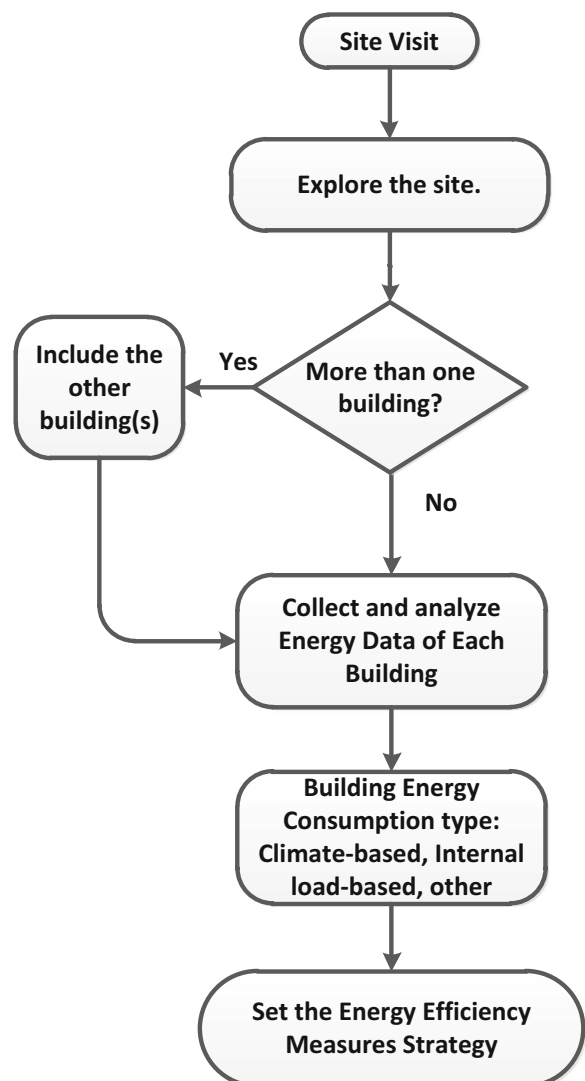 Site Visit
Explore the site.
More than one
building?
Yes
Include the
other
building(s)
No
Collect and analyze
Energy Data of Each
Building
Building Energy
Consumption type:
Climate-based, Internal
load-based, other
Set the Energy Efficiency
Measures Strategy